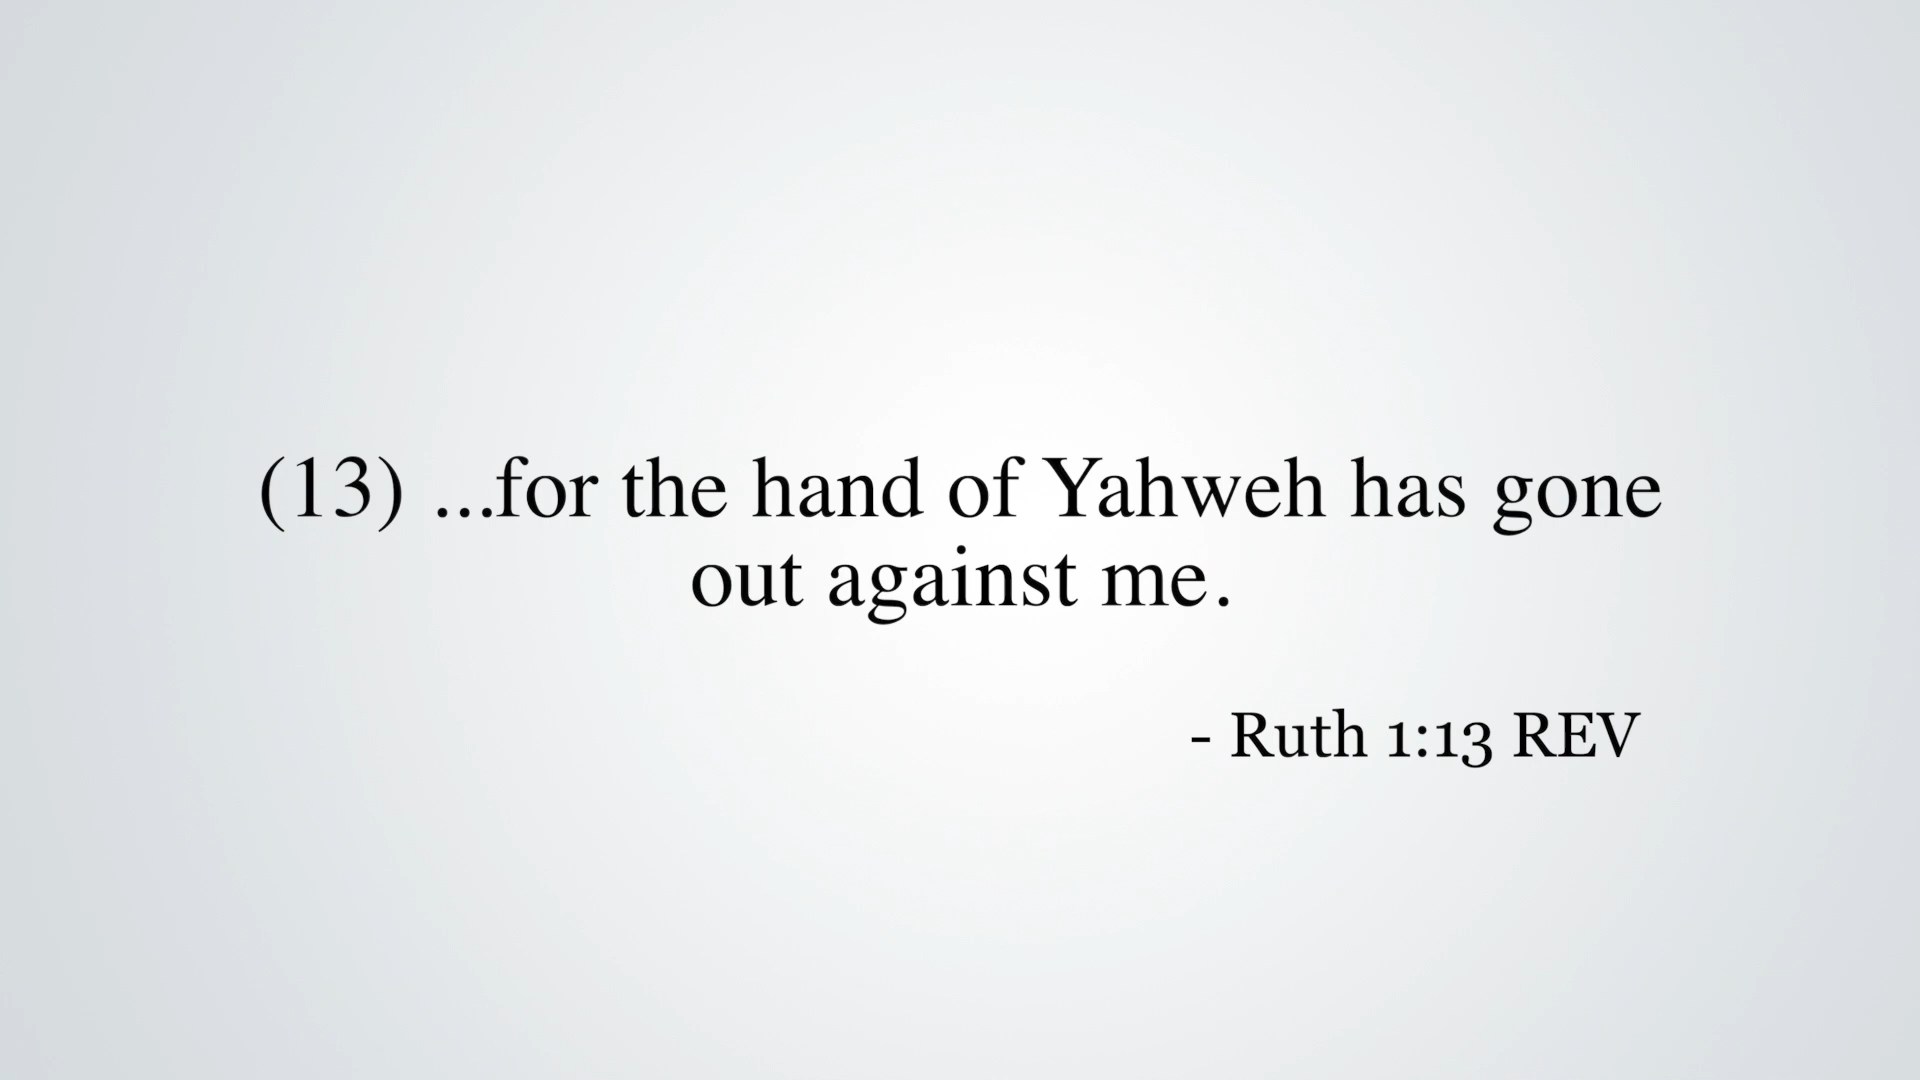 (13) ...for the hand of Yahweh has gone
out against me.
- Ruth 1:13 REV